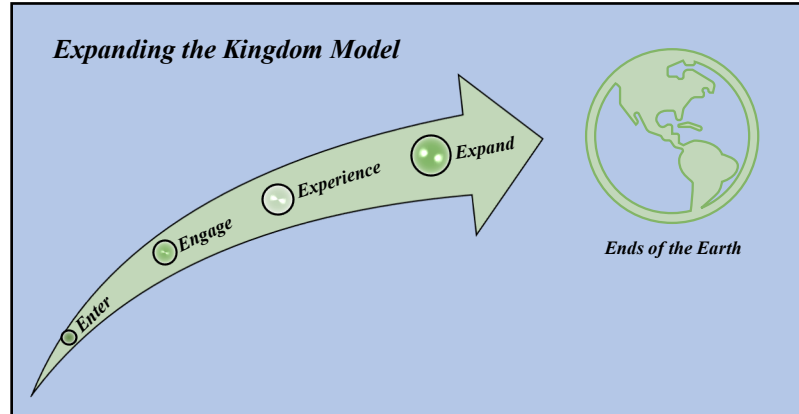 Expanding the Kingdom Model
Enter
Engage
Experience
Expand
Ends of the Earth